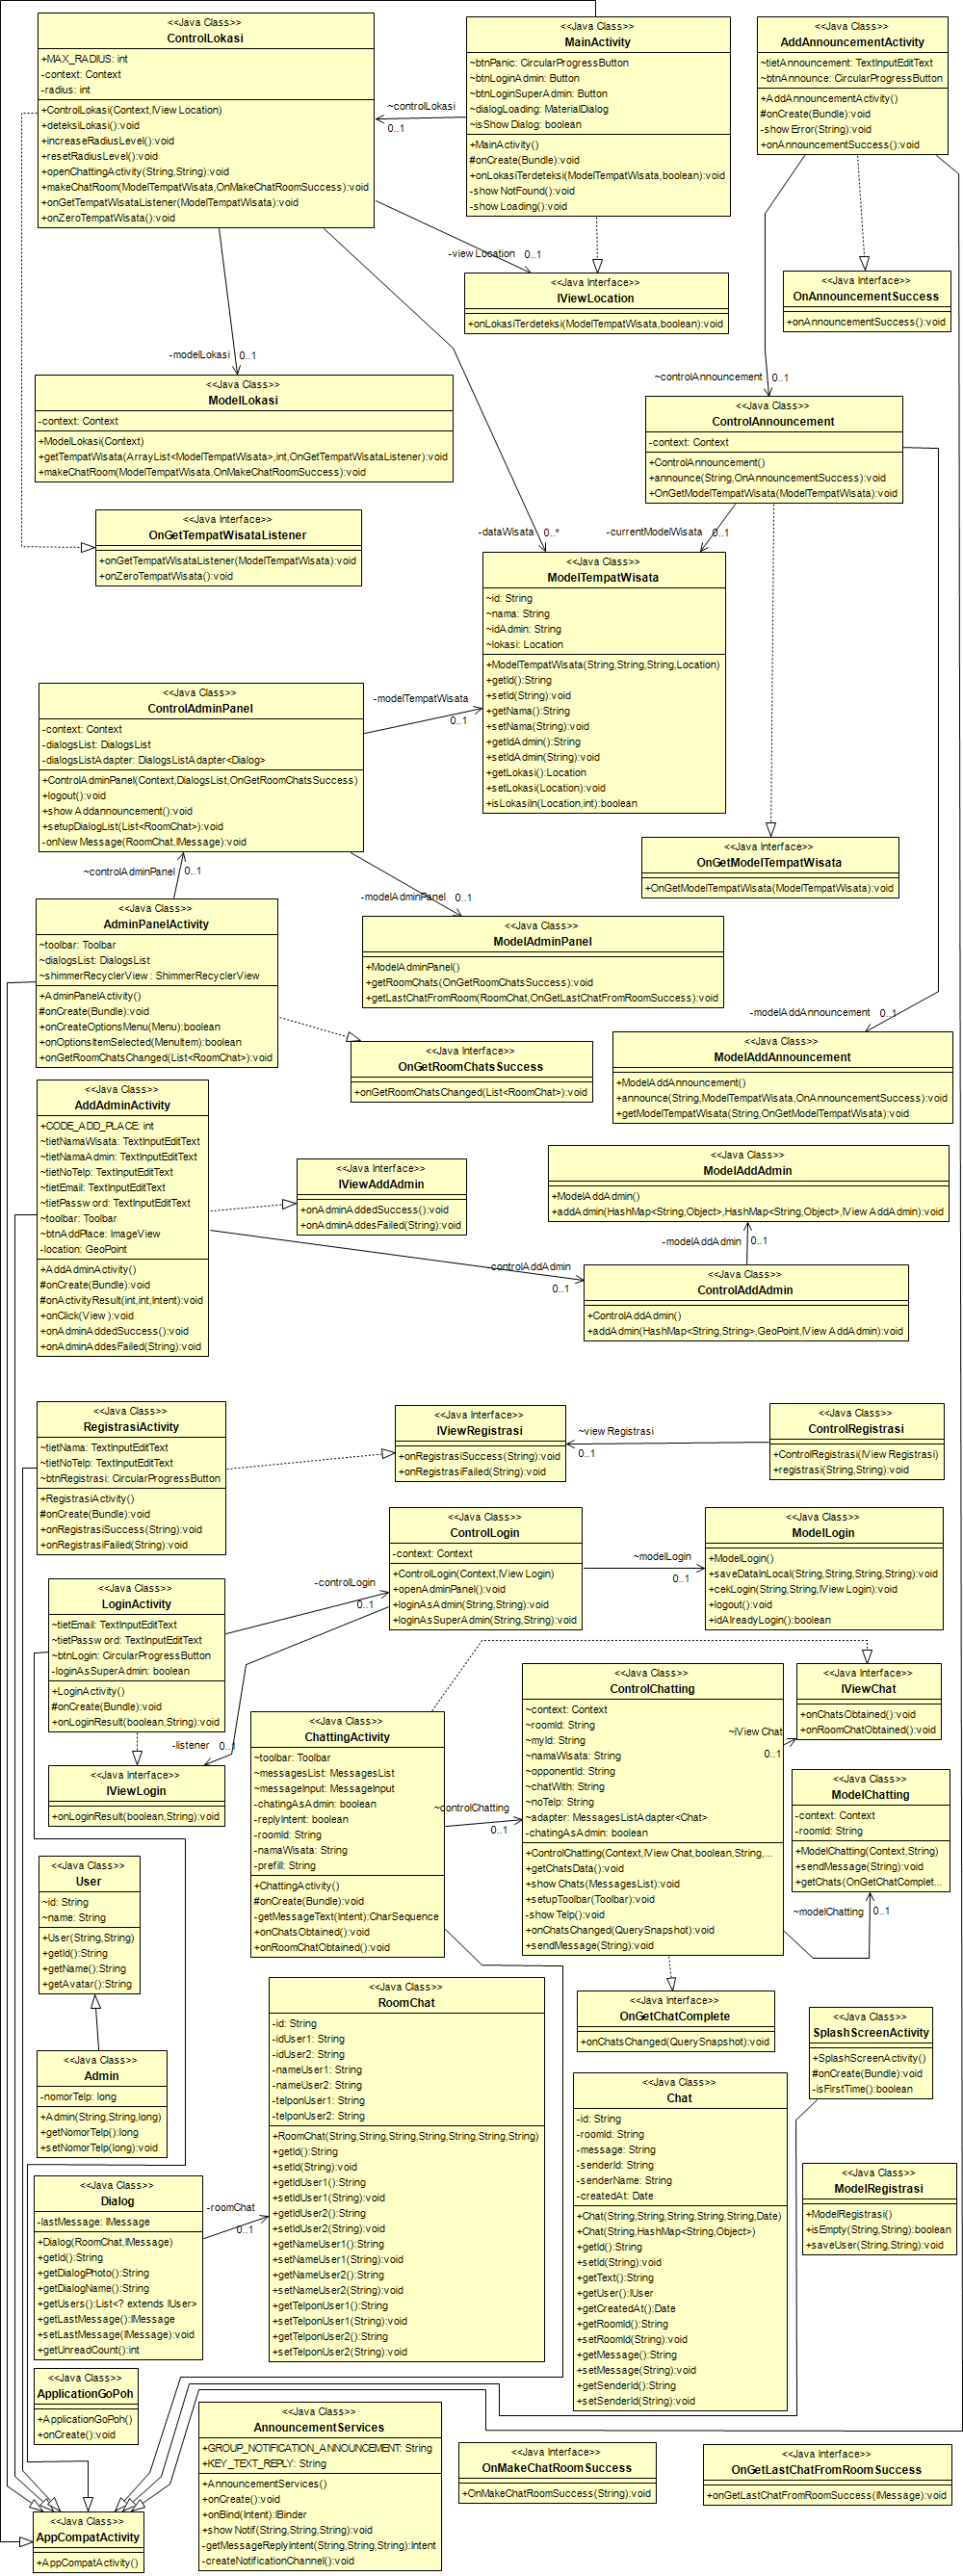 <<Java Class>>
ControlLokasi
+MAX_RADIUS: int
-context: Context
-radius: int
+ControlLokasi(Context,IView Location)
+deteksiLokasi():void
+increaseRadiusLevel():void
+resetRadiusLevel():void
+openChattingActivity(String,String):void
+makeChatRoom(ModelTempatWisata,OnMakeChatRoomSuccess):void
+onGetTempatWisataListener(ModelTempatWisata):void
+onZeroTempatWisata():void
~controlLokasi
0..1
<<Java Class>>
MainActivity
~btnPanic: CircularProgressButton
~btnLoginAdmin: Button
~btnLoginSuperAdmin: Button
~dialogLoading: MaterialDialog
~isShow Dialog: boolean
+MainActivity()
#onCreate(Bundle):void
+onLokasiTerdeteksi(ModelTempatWisata,boolean):void
-show NotFound():void
-show Loading():void
<<Java Class>>
AddAnnouncementActivity
~tietAnnouncement: TextInputEditText
~btnAnnounce: CircularProgressButton
+AddAnnouncementActivity()
#onCreate(Bundle):void
-show Error(String):void
+onAnnouncementSuccess():void
-view Location 0..1
<<Java Interface>>
IViewLocation
+onLokasiTerdeteksi(ModelTempatWisata,boolean):void
<<Java Interface>>
OnAnnouncementSuccess
+onAnnouncementSuccess():void
-modelLokasi 0..1
<<Java Class>>
ModelLokasi
-context: Context
+ModelLokasi(Context)
+getTempatWisata(ArrayList<ModelTempatWisata>,int,OnGetTempatWisataListener):void
+makeChatRoom(ModelTempatWisata,OnMakeChatRoomSuccess):void
~controlAnnouncement 0..1
<<Java Class>>
ControlAnnouncement
-context: Context
+ControlAnnouncement()
+announce(String,OnAnnouncementSuccess):void
+OnGetModelTempatWisata(ModelTempatWisata):void
<<Java Interface>>
OnGetTempatWisataListener
+onGetTempatWisataListener(ModelTempatWisata):void
+onZeroTempatWisata():void
-dataWisata 0..*
-currentModelWisata 0..1
<<Java Class>>
ModelTempatWisata
~id: String
~nama: String
~idAdmin: String
~lokasi: Location
+ModelTempatWisata(String,String,String,Location)
+getId():String
+setId(String):void
+getNama():String
+setNama(String):void
+getIdAdmin():String
+setIdAdmin(String):void
+getLokasi():Location
+setLokasi(Location):void
+isLokasiIn(Location,int):boolean
<<Java Class>>
ControlAdminPanel
-context: Context
-dialogsList: DialogsList
-dialogsListAdapter: DialogsListAdapter<Dialog>
+ControlAdminPanel(Context,DialogsList,OnGetRoomChatsSuccess)
+logout():void
+show Addannouncement():void
+setupDialogList(List<RoomChat>):void
-onNew Message(RoomChat,IMessage):void
-modelTempatWisata
0..1
<<Java Interface>>
OnGetModelTempatWisata
+OnGetModelTempatWisata(ModelTempatWisata):void
~controlAdminPanel 0..1
-modelAdminPanel 0..1
<<Java Class>>
AdminPanelActivity
~toolbar: Toolbar
~dialogsList: DialogsList
~shimmerRecyclerView : ShimmerRecyclerView
+AdminPanelActivity()
#onCreate(Bundle):void
+onCreateOptionsMenu(Menu):boolean
+onOptionsItemSelected(MenuItem):boolean
+onGetRoomChatsChanged(List<RoomChat>):void
<<Java Class>>
ModelAdminPanel
+ModelAdminPanel()
+getRoomChats(OnGetRoomChatsSuccess):void
+getLastChatFromRoom(RoomChat,OnGetLastChatFromRoomSuccess):void
-modelAddAnnouncement 0..1
<<Java Class>>
ModelAddAnnouncement
+ModelAddAnnouncement()
+announce(String,ModelTempatWisata,OnAnnouncementSuccess):void
+getModelTempatWisata(String,OnGetModelTempatWisata):void
<<Java Interface>>
OnGetRoomChatsSuccess
+onGetRoomChatsChanged(List<RoomChat>):void
<<Java Class>>
AddAdminActivity
+CODE_ADD_PLACE: int
~tietNamaWisata: TextInputEditText
~tietNamaAdmin: TextInputEditText
~tietNoTelp: TextInputEditText
~tietEmail: TextInputEditText
~tietPassw ord: TextInputEditText
~toolbar: Toolbar
~btnAddPlace: ImageView
-location: GeoPoint
+AddAdminActivity()
#onCreate(Bundle):void
#onActivityResult(int,int,Intent):void
+onClick(View ):void
+onAdminAddedSuccess():void
+onAdminAddesFailed(String):void
<<Java Interface>>
IViewAddAdmin
+onAdminAddedSuccess():void
+onAdminAddesFailed(String):void
<<Java Class>>
ModelAddAdmin
+ModelAddAdmin()
+addAdmin(HashMap<String,Object>,HashMap<String,Object>,IView AddAdmin):void
-modelAddAdmin 0..1
-controlAddAdmin
0..1
<<Java Class>>
ControlAddAdmin
+ControlAddAdmin()
+addAdmin(HashMap<String,String>,GeoPoint,IView AddAdmin):void
<<Java Class>>
RegistrasiActivity
~tietNama: TextInputEditText
~tietNoTelp: TextInputEditText
~btnRegistrasi: CircularProgressButton
+RegistrasiActivity()
#onCreate(Bundle):void
+onRegistrasiSuccess(String):void
+onRegistrasiFailed(String):void
<<Java Interface>>
IViewRegistrasi
+onRegistrasiSuccess(String):void
+onRegistrasiFailed(String):void
~view Registrasi
0..1
<<Java Class>>
ControlRegistrasi
+ControlRegistrasi(IView Registrasi)
+registrasi(String,String):void
<<Java Class>>
ControlLogin
-context: Context
+ControlLogin(Context,IView Login)
+openAdminPanel():void
+loginAsAdmin(String,String):void
+loginAsSuperAdmin(String,String):void
~modelLogin
0..1
<<Java Class>>
ModelLogin
+ModelLogin()
+saveDataInLocal(String,String,String,String):void
+cekLogin(String,String,IView Login):void
+logout():void
+idAlreadyLogin():boolean
<<Java Class>>
LoginActivity
~tietEmail: TextInputEditText
~tietPassw ord: TextInputEditText
~btnLogin: CircularProgressButton
-loginAsSuperAdmin: boolean
+LoginActivity()
#onCreate(Bundle):void
+onLoginResult(boolean,String):void
-controlLogin
0..1
-listener 0..1
<<Java Interface>>
IViewLogin
+onLoginResult(boolean,String):void
<<Java Class>>
ChattingActivity
~toolbar: Toolbar
~messagesList: MessagesList
~messageInput: MessageInput
-chatingAsAdmin: boolean
-replyIntent: boolean
-roomId: String
-namaWisata: String
-prefill: String
+ChattingActivity()
#onCreate(Bundle):void
-getMessageText(Intent):CharSequence
+onChatsObtained():void
+onRoomChatObtained():void
~controlChatting
0..1
<<Java Class>>
ControlChatting
~context: Context
~roomId: String
~myId: String
~namaWisata: String
~opponentId: String
~chatWith: String
~noTelp: String
~adapter: MessagesListAdapter<Chat>
-chatingAsAdmin: boolean
+ControlChatting(Context,IView Chat,boolean,String,...
+getChatsData():void
+show Chats(MessagesList):void
+setupToolbar(Toolbar):void
-show Telp():void
+onChatsChanged(QuerySnapshot):void
+sendMessage(String):void
~iView Chat
0..1
<<Java Interface>>
IViewChat
+onChatsObtained():void
+onRoomChatObtained():void
<<Java Class>>
ModelChatting
-context: Context
-roomId: String
+ModelChatting(Context,String)
+sendMessage(String):void
+getChats(OnGetChatComplet...
~modelChatting 0..1
<<Java Class>>
User
~id: String
~name: String
+User(String,String)
+getId():String
+getName():String
+getAvatar():String
<<Java Class>>
RoomChat
-id: String
-idUser1: String
-idUser2: String
-nameUser1: String
-nameUser2: String
-telponUser1: String
-telponUser2: String
+RoomChat(String,String,String,String,String,String,String)
+getId():String
+setId(String):void
+getIdUser1():String
+setIdUser1(String):void
+getIdUser2():String
+setIdUser2(String):void
+getNameUser1():String
+setNameUser1(String):void
+getNameUser2():String
+setNameUser2(String):void
+getTelponUser1():String
+setTelponUser1(String):void
+getTelponUser2():String
+setTelponUser2(String):void
<<Java Interface>>
OnGetChatComplete
+onChatsChanged(QuerySnapshot):void
<<Java Class>>
SplashScreenActivity
+SplashScreenActivity()
#onCreate(Bundle):void
-isFirstTime():boolean
<<Java Class>>
Admin
-nomorTelp: long
+Admin(String,String,long)
+getNomorTelp():long
+setNomorTelp(long):void
<<Java Class>>
Chat
-id: String
-roomId: String
-message: String
-senderId: String
-senderName: String
-createdAt: Date
+Chat(String,String,String,String,String,Date)
+Chat(String,HashMap<String,Object>)
+getId():String
+setId(String):void
+getText():String
+getUser():IUser
+getCreatedAt():Date
+getRoomId():String
+setRoomId(String):void
+getMessage():String
+setMessage(String):void
+getSenderId():String
+setSenderId(String):void
<<Java Class>>
ModelRegistrasi
+ModelRegistrasi()
+isEmpty(String,String):boolean
+saveUser(String,String):void
<<Java Class>>
Dialog
-lastMessage: IMessage
+Dialog(RoomChat,IMessage)
+getId():String
+getDialogPhoto():String
+getDialogName():String
+getUsers():List<? extends IUser>
+getLastMessage():IMessage
+setLastMessage(IMessage):void
+getUnreadCount():int
-roomChat
0..1
<<Java Class>>
ApplicationGoPoh
+ApplicationGoPoh()
+onCreate():void
<<Java Class>>
AnnouncementServices
+GROUP_NOTIFICATION_ANNOUNCEMENT: String
+KEY_TEXT_REPLY: String
+AnnouncementServices()
+onCreate():void
+onBind(Intent):IBinder
+show Notif(String,String,String):void
-getMessageReplyIntent(String,String,String):Intent
-createNotificationChannel():void
<<Java Interface>>
OnMakeChatRoomSuccess
+OnMakeChatRoomSuccess(String):void
<<Java Interface>>
OnGetLastChatFromRoomSuccess
+onGetLastChatFromRoomSuccess(IMessage):void
<<Java Class>>
AppCompatActivity
+AppCompatActivity()